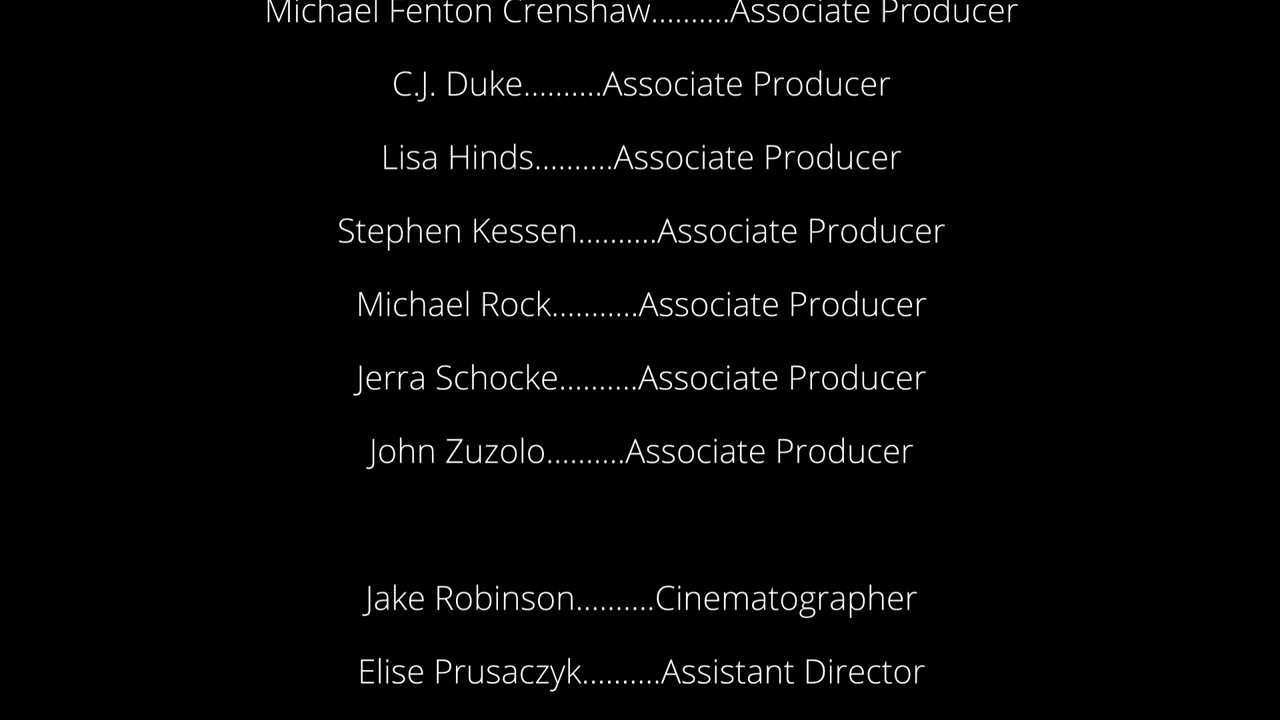 Michael Fenton Crenshaw..........Associate Producer
C.J. Duke..........Associate Producer
Lisa Hinds..........Associate Producer
Stephen Kessen..........Associate Producer
Michael Rock...........Associate Producer
Jerra Schocke..........Associate Producer
John Zuzolo..........Associate Producer
Jake Robinson..........Cinematographer
Elise Prusaczyk..........Assistant Director